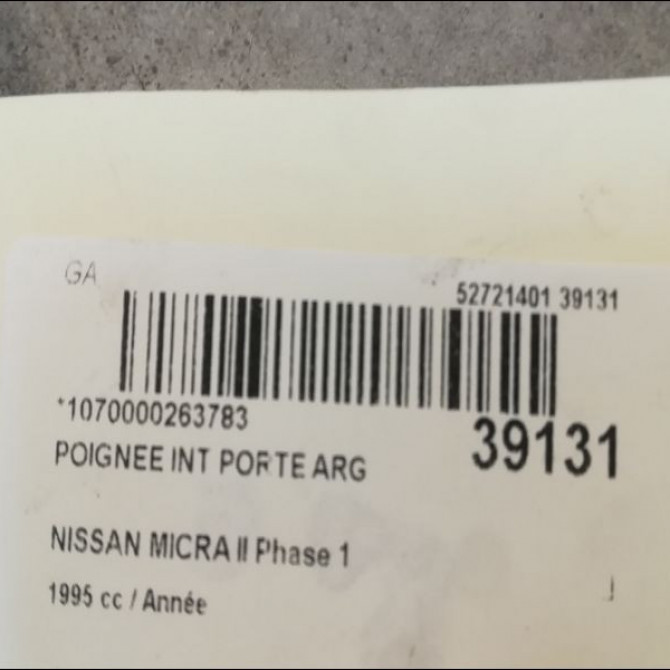 GA
52721401 39131
*1070000263783
39131
POIGNEE INT PORTE ARG
NISSAN MICRA II Phase 1
1995 cc / Année